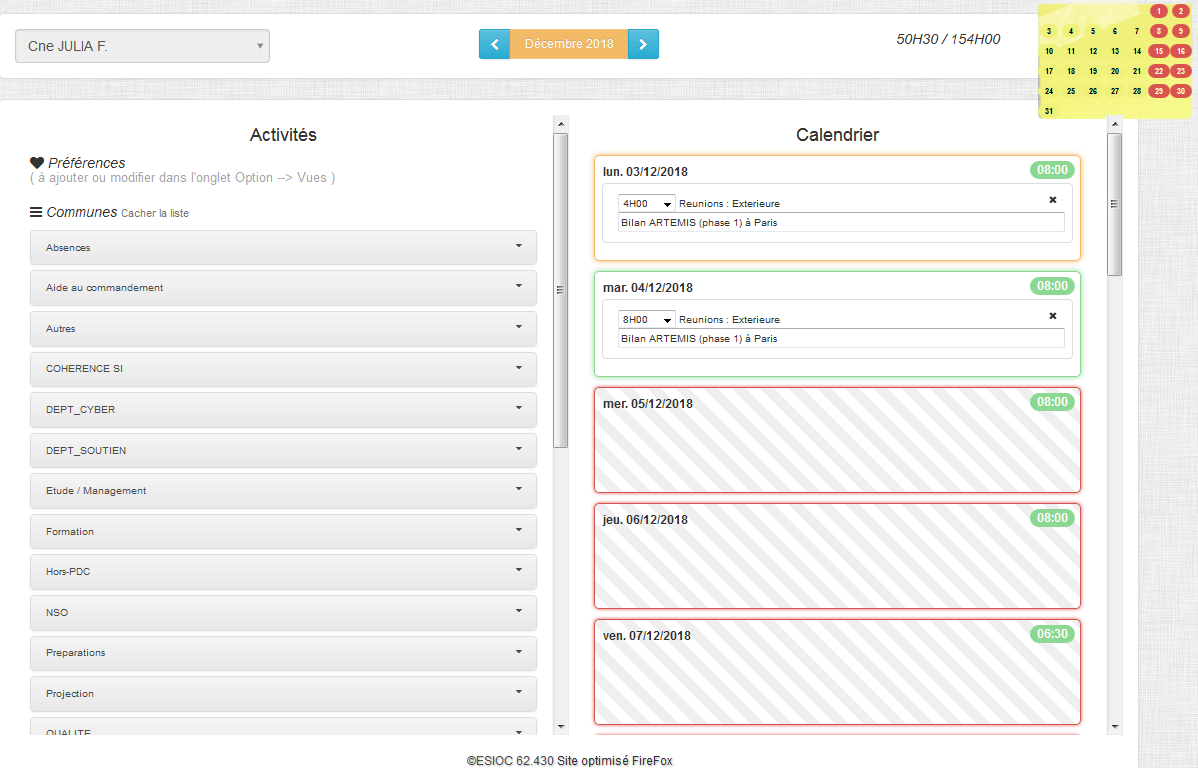 Cne JULIA F.
Décembre 2018
50H30 / 154H00
1 2
3 4 5 6 7 8 9
10 11 12 13 14 15 16
17 18 19 20 21 22 23
24 25 26 27 28 29 30
31
Activités
Préférences
( à ajouter ou modifier dans l'onglet Option --> Vues )
Communes Cacher la liste
Absences
Aide au commandement
Autres
COHERENCE SI
DEPT_CYBER
DEPT_SOUTIEN
Etude / Management
Formation
Hors-PDC
NSO
Preparations
Projection
QUALITE
Calendrier
lun. 03/12/2018 08:00
4H00 Reunions : Exterieure
Bilan ARTEMIS (phase 1) à Paris
mar. 04/12/2018 08:00
8H00 Reunions : Exterieure
Bilan ARTEMIS (phase 1) à Paris
mer. 05/12/2018 08:00
jeu. 06/12/2018 08:00
ven. 07/12/2018 06:30
©ESIOC 62.430 Site optimisé FireFox